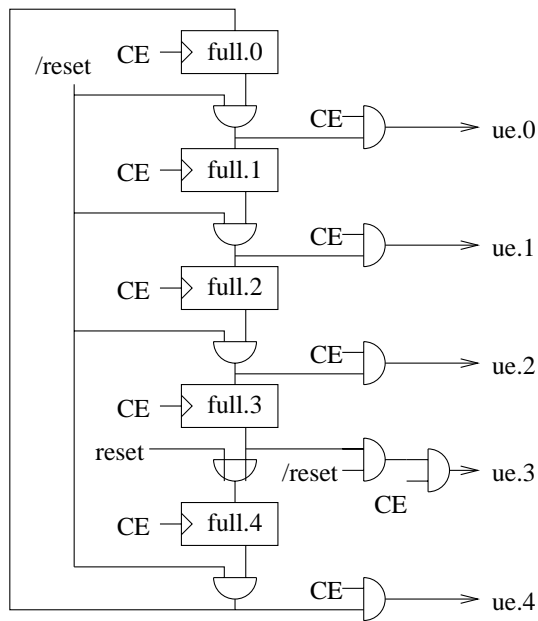 CE full.0
/reset
CE ue.0
CE full.1
CE ue.1
CE full.2
CE ue.2
CE full.3
reset /reset ue.3
CE
CE full.4
CE ue.4